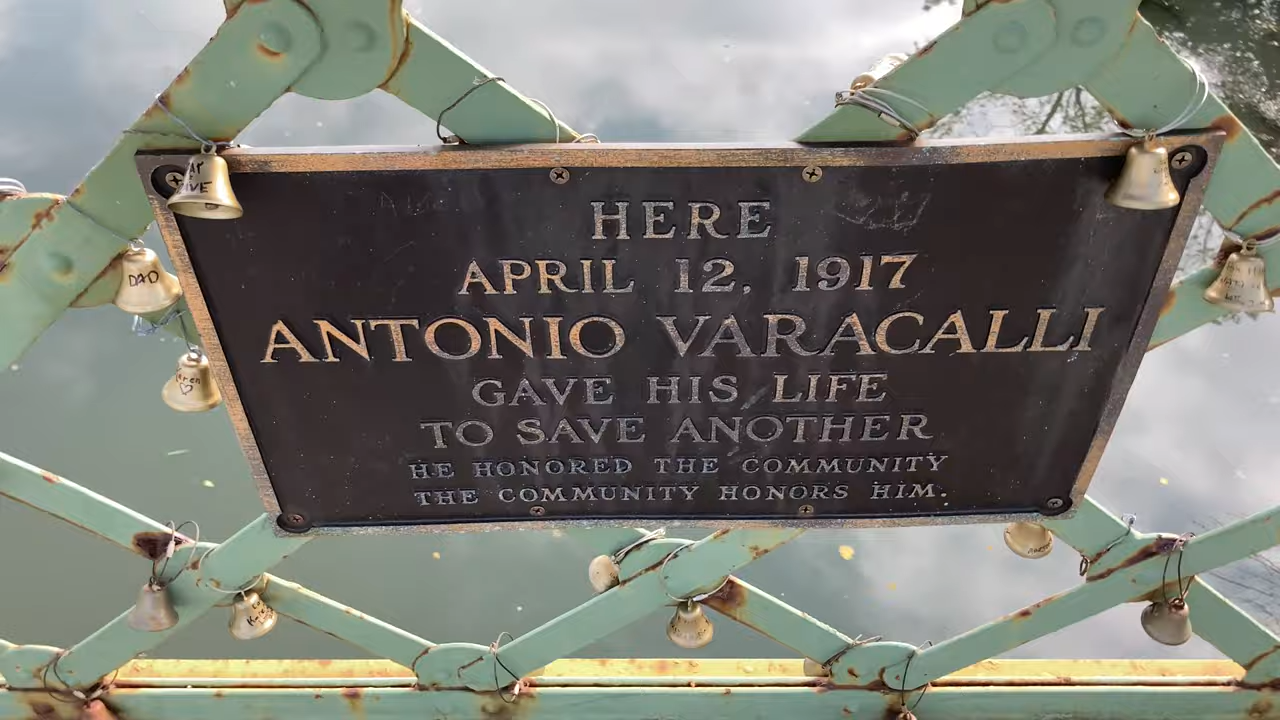 HERE
APRIL 12, 1917
ANTONIO VARACALLI
GAVE HIS LIFE
TO SAVE ANOTHER
HE HONORED THE COMMUNITY
THE COMMUNITY HONORS HIM.
DAD